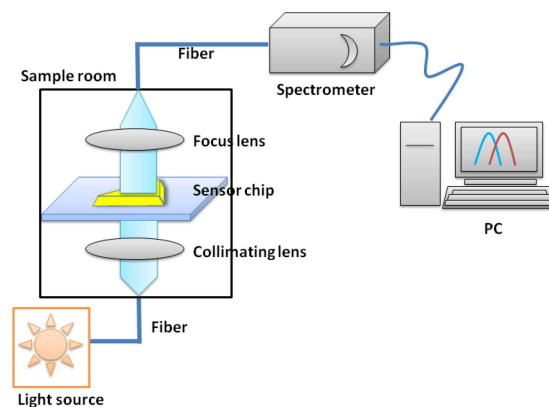 Fiber
Sample room
Spectrometer
Focus lens
Sensor chip
PC
Collimating lens
Fiber
Light source